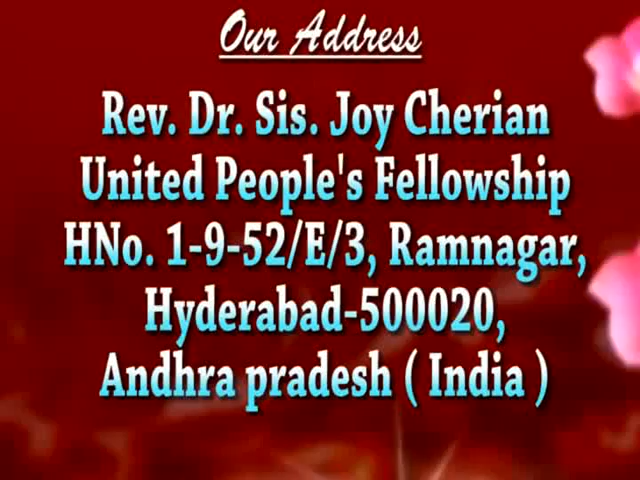 Our Address
Rev. Dr. Sis. Joy Cherian
United People's Fellowship
HNo. 1-9-52/E/3, Ramnagar,
Hyderabad-500020,
Andhra pradesh ( India )